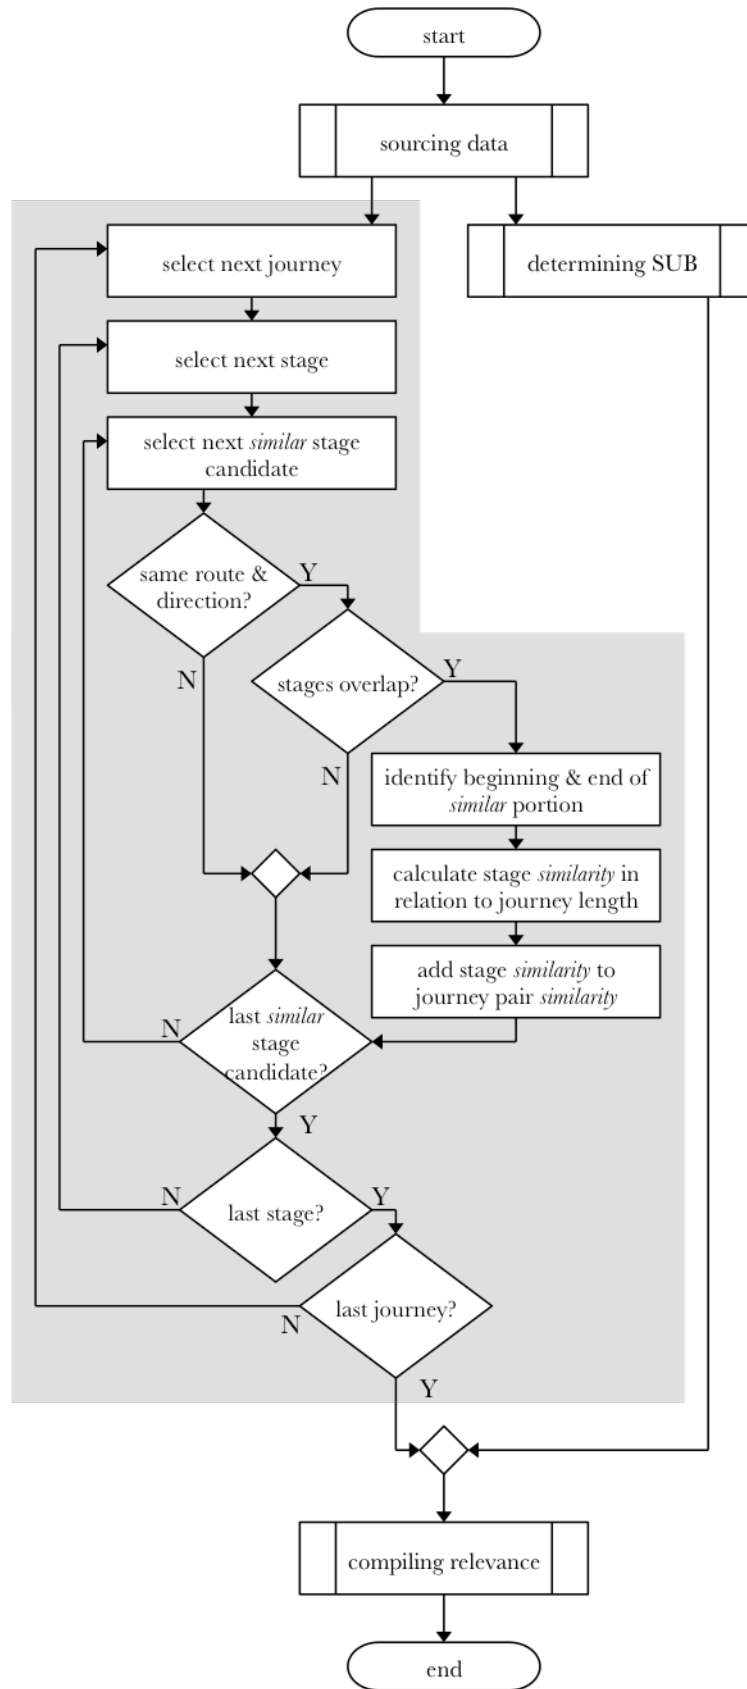 start
sourcing data
select next journey
determining SUB
select next stage
select next similar stage
candidate
same route &
direction?
Y
N
stages overlap?
Y
N
identify beginning & end of
similar portion
calculate stage similarity in
relation to journey length
add stage similarity to
journey pair similarity
last similar
stage
candidate?
N
Y
last stage?
N
Y
last journey?
N
Y
compiling relevance
end